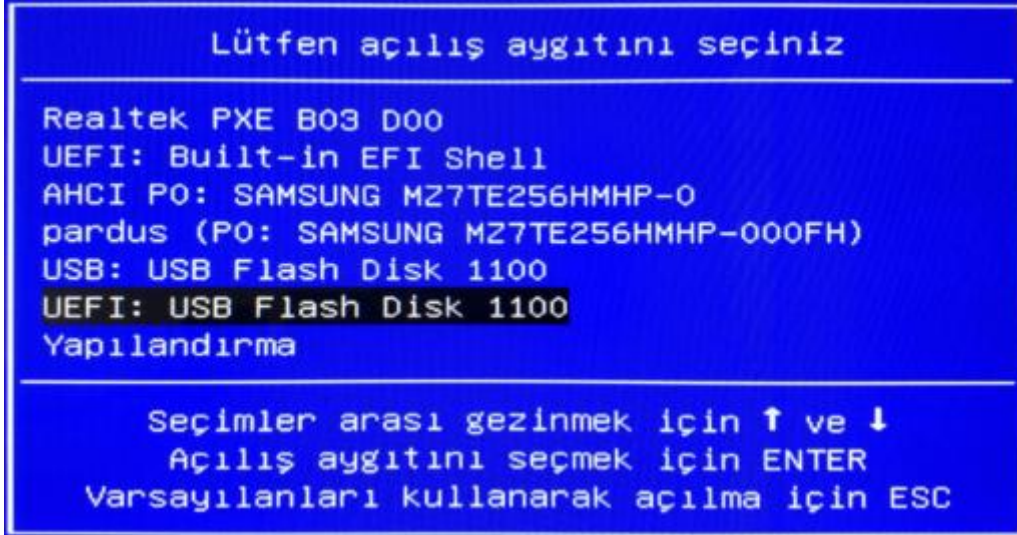 Lütfen açılış aygıtını seçiniz
Realtek PXE B03 D00
UEFI: Built-in EFI Shell
AHCI P0: SAMSUNG MZ7TE256HMHP-0
pardus (P0: SAMSUNG MZ7TE256HMHP-000FH)
USB: USB Flash Disk 1100
UEFI: USB Flash Disk 1100
Yapılandırma
Seçimler arası gezinmek için ↑ ve ↓
Açılış aygıtını seçmek için ENTER
Varsayılanları kullanarak açılma için ESC